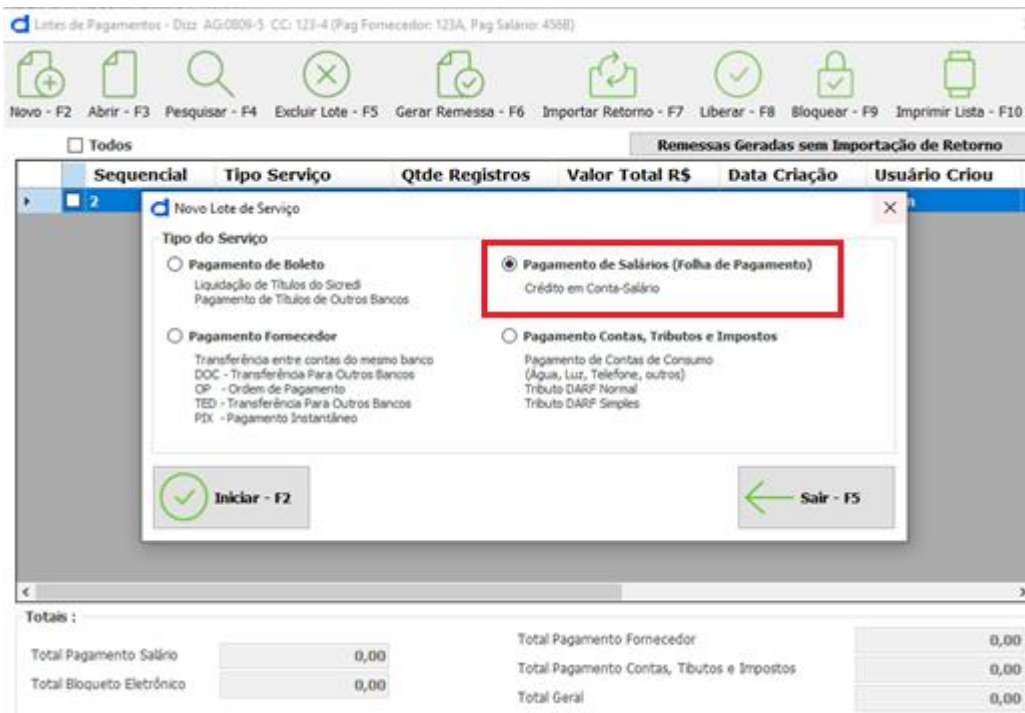 Lotes de Pagamentos - Dizz AG:0809-5 CC: 123-4 (Pag Fornecedor: 123A, Pag Salário: 456B)
Novo - F2 Abrir - F3 Pesquisar - F4 Excluir Lote - F5 Gerar Remessa - F6 Importar Retorno - F7 Liberar - F8 Bloquear - F9 Imprimir Lista - F10
Todos Remessas Geradas sem Importação de Retorno
Sequencial Tipo Serviço Qtde Registros Valor Total R$ Data Criação Usuário Criou
2
Novo Lote de Serviço
Tipo do Serviço
Pagamento de Boleto
Liquidação de Títulos do Sicredi
Pagamento de Títulos de Outros Bancos
Pagamento de Salários (Folha de Pagamento)
Crédito em Conta-Salário
Pagamento Fornecedor
Transferência entre contas do mesmo banco
DOC - Transferência Para Outros Bancos
OP - Ordem de Pagamento
TED - Transferência Para Outros Bancos
PIX - Pagamento Instantâneo
Pagamento Contas, Tributos e Impostos
Pagamento de Contas de Consumo
(Água, Luz, Telefone, outros)
Tributo DARF Normal
Tributo DARF Simples
Iniciar - F2
Sair - F5
Totais :
Total Pagamento Salário 0,00
Total Bloqueto Eletrônico 0,00
Total Pagamento Fornecedor 0,00
Total Pagamento Contas, Tibutos e Impostos 0,00
Total Geral 0,00